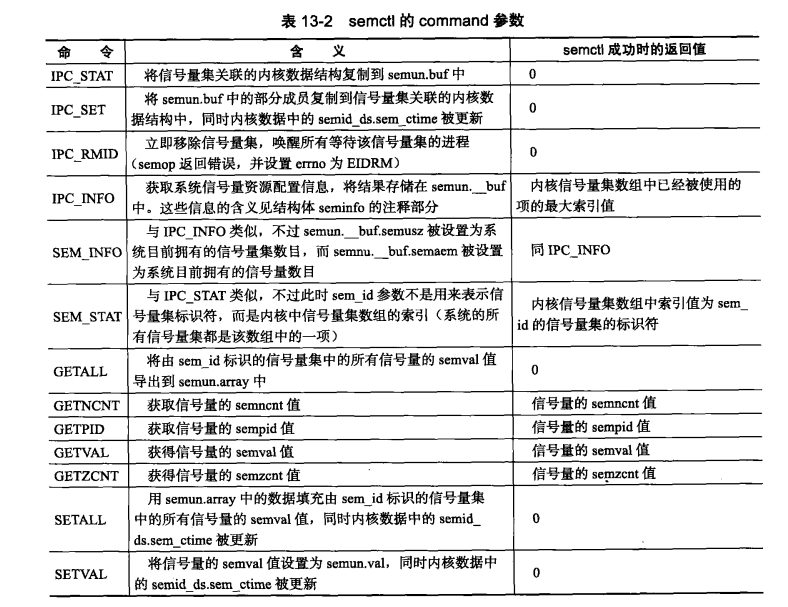 表 13-2 semctl 的 command 参数
命 令 含 义 semctl 成功时的返回值
IPC_STAT 将信号量集关联的内核数据结构复制到 semun.buf 中 0
IPC_SET 将 semun.buf 中的部分成员复制到信号量集关联的内核数
据结构中，同时内核数据中的 semid_ds.sem_ctime 被更新 0
IPC_RMID 立即移除信号量集，唤醒所有等待该信号量集的进程
（semop 返回错误，并设置 errno 为 EIDRM） 0
IPC_INFO 获取系统信号量资源配置信息，将结果存储在 semun.__buf
中。这些信息的含义见结构体 seminfo 的注释部分
内核信号量集数组中已经被使用的
项的最大索引值
SEM_INFO 与 IPC_INFO 类似，不过 semun.__buf.semusz 被设置为系
统目前拥有的信号量集数目，而 semnu.__buf.semaem 被设置
为系统目前拥有的信号量数目
同 IPC_INFO
SEM_STAT 与 IPC_STAT 类似，不过此时 sem_id 参数不是用来表示信
号量集标识符，而是内核中信号量集数组的索引（系统的所
有信号量集都是该数组中的一项）
内核信号量集数组中索引值为 sem_
id 的信号量集的标识符
GETALL 将由 sem_id 标识的信号量集中的所有信号量的 semval 值
导出到 semun.array 中 0
GETNCNT 获取信号量的 semncnt 值 信号量的 semncnt 值
GETPID 获取信号量的 sempid 值 信号量的 sempid 值
GETVAL 获得信号量的 semval 值 信号量的 semval 值
GETZCNT 获得信号量的 semzcnt 值 信号量的 semzcnt 值
SETALL 用 semun.array 中的数据填充由 sem_id 标识的信号量集
中的所有信号量的 semval 值，同时内核数据中的 semid_
ds.sem_ctime 被更新 0
SETVAL 将信号量的 semval 值设置为 semun.val，同时内核数据中
的 semid_ds.sem_ctime 被更新 0